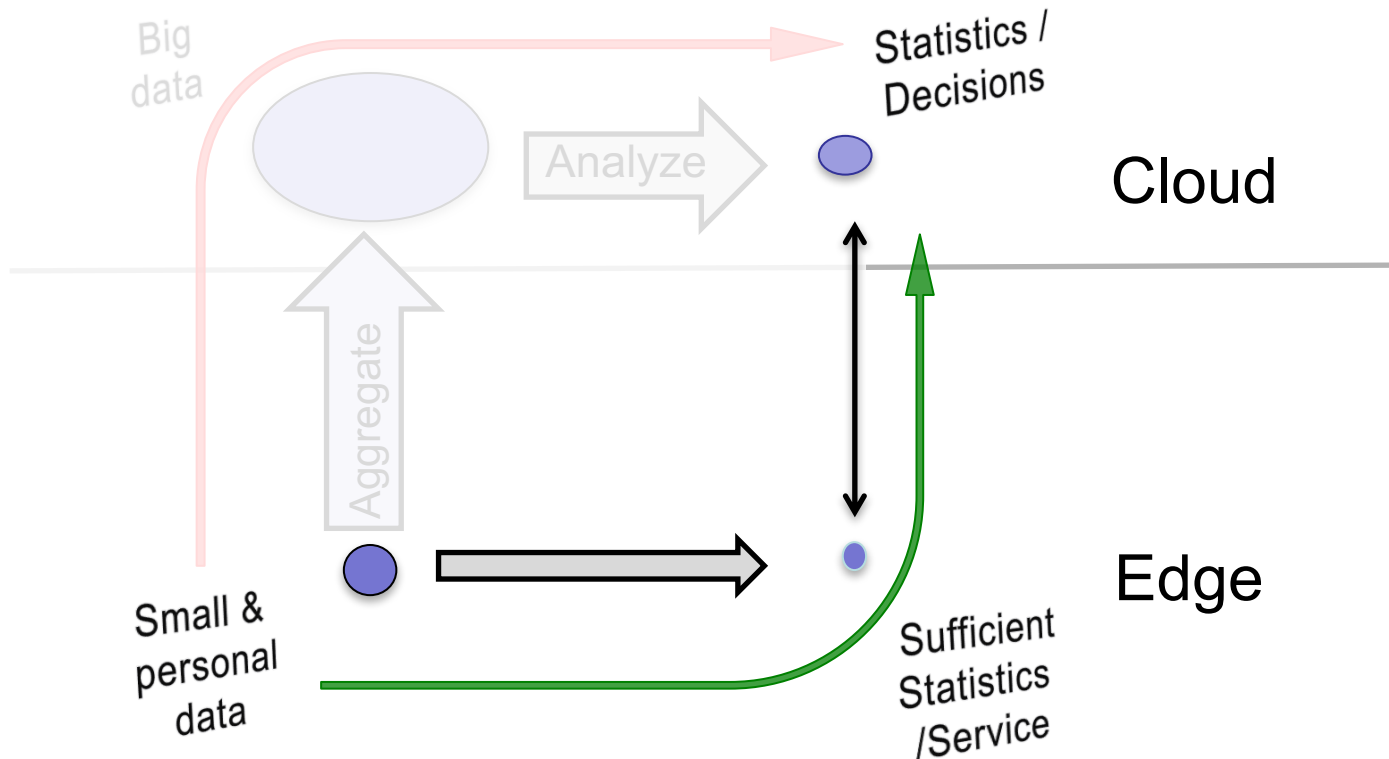 Big
data
Statistics /
Decisions
Analyze
Cloud
Aggregate
Small &
personal
data
Edge
Sufficient
Statistics
/Service